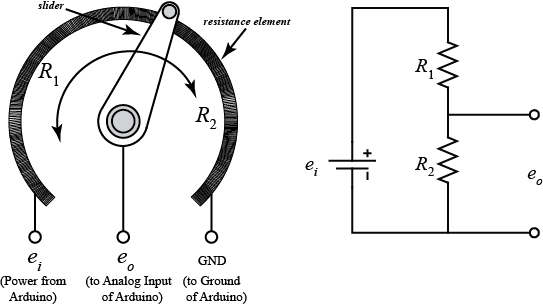 slider
resistance element
R1
R2
ei
eo
GND
(Power from
Arduino)
(to Analog Input
of Arduino)
(to Ground
of Arduino)
R1
R2
ei
+
eo